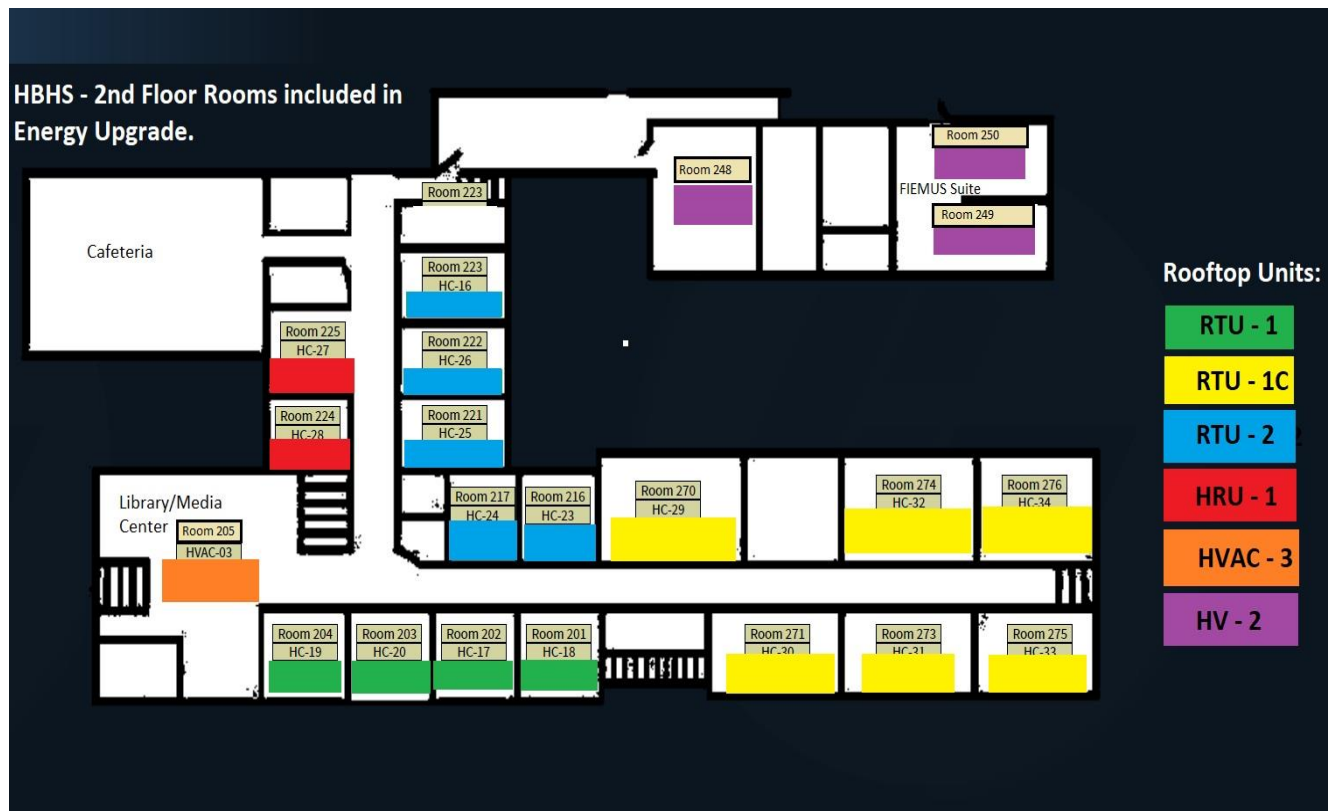 HBHS - 2nd Floor Rooms included in
Energy Upgrade.
Room 250
Room 248
Room 223
FIEMUS Suite
Room 249
Cafeteria
Room 223
HC-16
Room 225
HC-27
Room 222
HC-26
Room 224
HC-28
Room 221
HC-25
Library/Media
Center
Room 205
HVAC-03
Room 217
HC-24
Room 216
HC-23
Room 270
HC-29
Room 274
HC-32
Room 276
HC-34
Room 204
HC-19
Room 203
HC-20
Room 202
HC-17
Room 201
HC-18
Room 271
HC-30
Room 273
HC-31
Room 275
HC-33
Rooftop Units:
RTU - 1
RTU - 1C
RTU - 2
HRU - 1
HVAC - 3
HV - 2